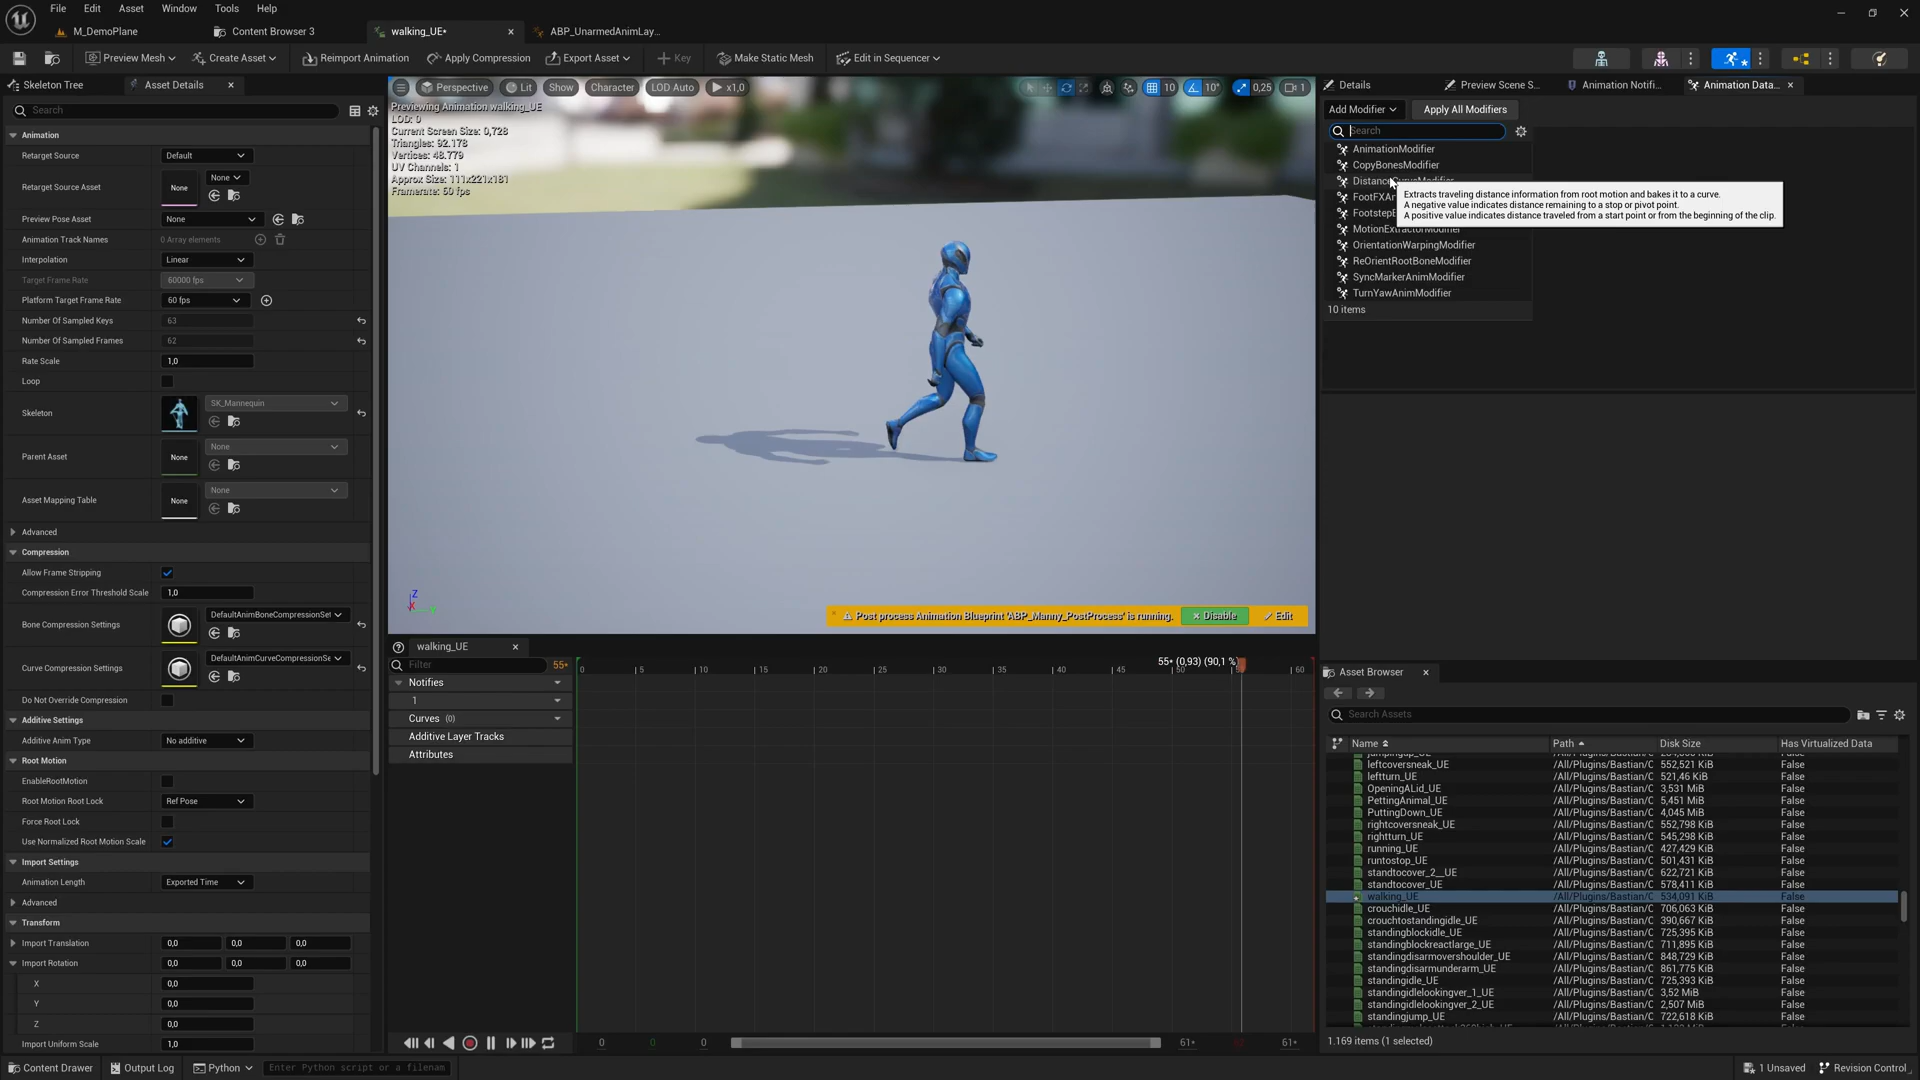 File Edit Asset Window Tools Help
M_DemoPlane Content Browser 3 walking_UE* ABP_UnarmedAnimLay...
Preview Mesh Create Asset Reimport Animation Apply Compression Export Asset Key Make Static Mesh Edit in Sequencer
Skeleton Tree Asset Details
Search
Animation
Retarget Source Default
Retarget Source Asset None None
Preview Pose Asset None
Animation Track Names 0 Array elements
Interpolation Linear
Target Frame Rate 60000 fps
Platform Target Frame Rate 60 fps
Number Of Sampled Keys 63
Number Of Sampled Frames 62
Rate Scale 1,0
Loop
Skeleton SK_Mannequin
Parent Asset None None
Asset Mapping Table None None
Advanced
Compression
Allow Frame Stripping
Compression Error Threshold Scale 1,0
Bone Compression Settings DefaultAnimBoneCompressionSet
Curve Compression Settings DefaultAnimCurveCompressionSe
Do Not Override Compression
Additive Settings
Additive Anim Type No additive
Root Motion
EnableRootMotion
Root Motion Root Lock Ref Pose
Force Root Lock
Use Normalized Root Motion Scale
Import Settings
Animation Length Exported Time
Advanced
Transform
Import Translation 0,0 0,0 0,0
Import Rotation 0,0 0,0 0,0
X 0,0
Y 0,0
Z 0,0
Import Uniform Scale 1,0
Perspective Lit Show Character LOD Auto x1,0 10 10° 0,25 1
Previewing Animation walking_UE
LOD: 0
Current Screen Size: 0,728
Triangles: 92.178
Vertices: 48.779
UV Channels: 1
Approx Size: 111x221x181
Framerate: 60 fps
Z
X
Y
Post process Animation Blueprint 'ABP_Manny_PostProcess' is running. Disable Edit
walking_UE
Filter 55*
Notifies
1
Curves (0)
Additive Layer Tracks
Attributes
55* (0,93) (90,1 %)
0 5 10 15 20 25 30 35 40 45 50 60
0 0 0 61* 61*
Details Preview Scene S... Animation Notifi... Animation Data...
Add Modifier Apply All Modifiers
Search
AnimationModifier
CopyBonesModifier
DistanceCurveModifier
FootFXAn
FootstepE
MotionExtractorModifier
OrientationWarpingModifier
ReOrientRootBoneModifier
SyncMarkerAnimModifier
TurnYawAnimModifier
10 items
Extracts traveling distance information from root motion and bakes it to a curve.
A negative value indicates distance remaining to a stop or pivot point.
A positive value indicates distance traveled from a start point or from the beginning of the clip.
Asset Browser
Search Assets
Name Path Disk Size Has Virtualized Data
leftcoversneak_UE /All/Plugins/Bastian/C 552,521 KiB False
leftturn_UE /All/Plugins/Bastian/C 521,46 KiB False
OpeningALid_UE /All/Plugins/Bastian/C 3,531 MiB False
PettingAnimal_UE /All/Plugins/Bastian/C 5,451 MiB False
PuttingDown_UE /All/Plugins/Bastian/C 4,045 MiB False
rightcoversneak_UE /All/Plugins/Bastian/C 552,798 KiB False
rightturn_UE /All/Plugins/Bastian/C 545,298 KiB False
running_UE /All/Plugins/Bastian/C 427,429 KiB False
runtostop_UE /All/Plugins/Bastian/C 501,431 KiB False
standtocover_2__UE /All/Plugins/Bastian/C 622,721 KiB False
standtocover_UE /All/Plugins/Bastian/C 578,411 KiB False
walking_UE /All/Plugins/Bastian/C 534,091 KiB False
crouchidle_UE /All/Plugins/Bastian/C 706,063 KiB False
crouchtostandingidle_UE /All/Plugins/Bastian/C 390,667 KiB False
standingblockidle_UE /All/Plugins/Bastian/C 725,395 KiB False
standingblockreactlarge_UE /All/Plugins/Bastian/C 711,895 KiB False
standingdisarmovershoulder_UE /All/Plugins/Bastian/C 848,729 KiB False
standingdisarmunderarm_UE /All/Plugins/Bastian/C 861,775 KiB False
standingidle_UE /All/Plugins/Bastian/C 725,393 KiB False
standingidlelookingver_1_UE /All/Plugins/Bastian/C 3,52 MiB False
standingidlelookingver_2_UE /All/Plugins/Bastian/C 2,507 MiB False
standingjump_UE /All/Plugins/Bastian/C 722,618 KiB False
1.169 items (1 selected)
Content Drawer Output Log Python Enter Python script or a filenam 1 Unsaved Revision Control